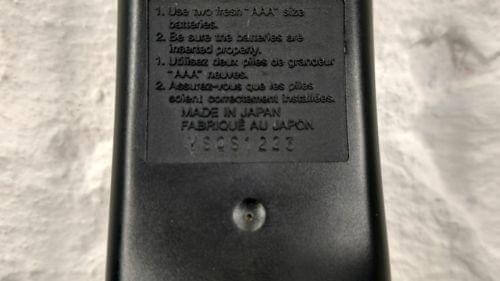 1. Use two fresh "AAA" size
batteries.
2. Be sure the batteries are
inserted properly.
1. Utilisez deux piles de grandeur
"AAA" neuves.
2. Assurez-vous que les piles
soient correctement installées.
MADE IN JAPAN
FABRIQUÉ AU JAPON